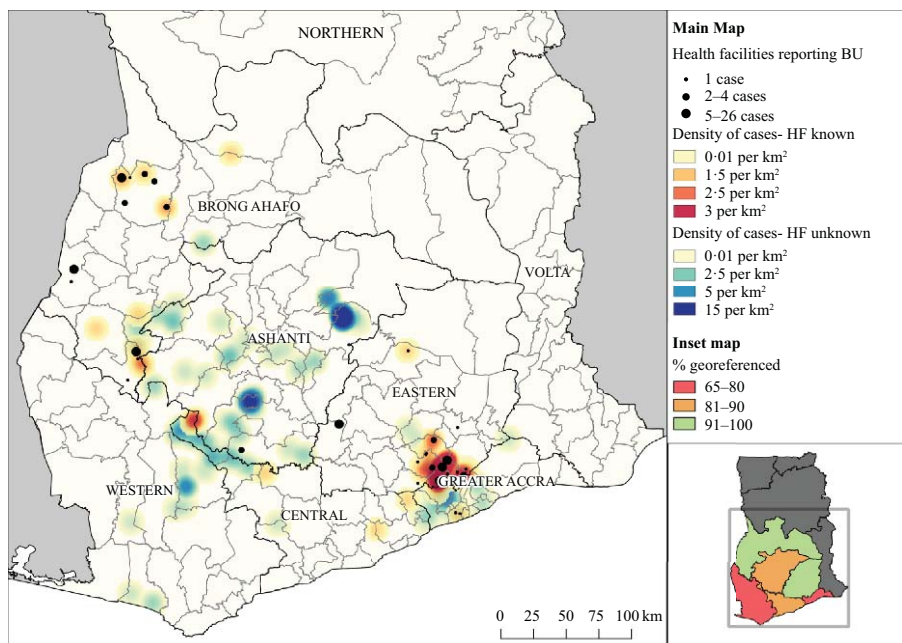 NORTHERN
BRONG AHAFO
VOLTA
ASHANTI
EASTERN
GREATER ACCRA
WESTERN
CENTRAL
0 25 50 75 100 km
Main Map
Health facilities reporting BU
1 case
2–4 cases
5–26 cases
Density of cases- HF known
0·01 per km²
1·5 per km²
2·5 per km²
3 per km²
Density of cases- HF unknown
0·01 per km²
2·5 per km²
5 per km²
15 per km²
Inset map
% georeferenced
65–80
81–90
91–100